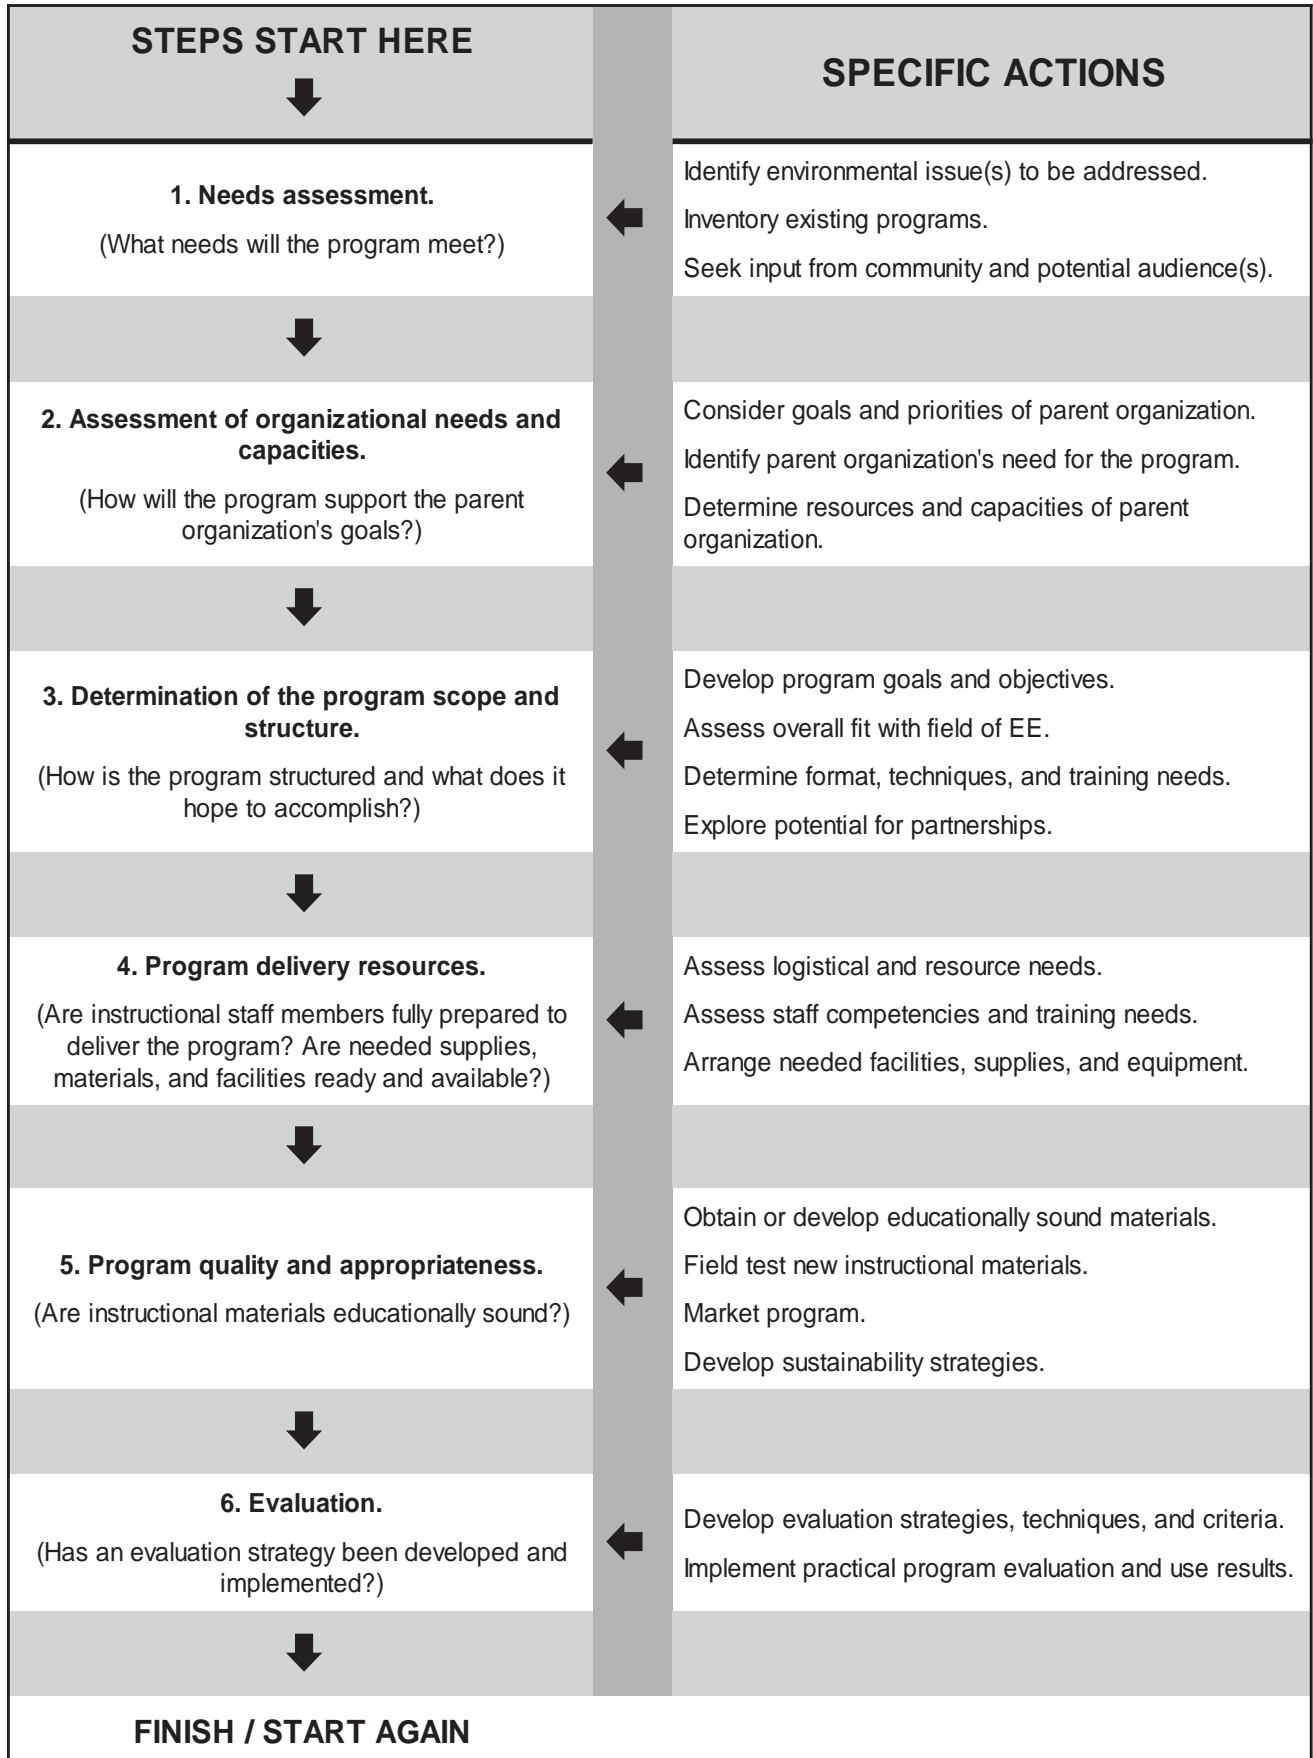 STEPS START HERE
SPECIFIC ACTIONS
1. Needs assessment.
(What needs will the program meet?)
Identify environmental issue(s) to be addressed.
Inventory existing programs.
Seek input from community and potential audience(s).
2. Assessment of organizational needs and
capacities.
(How will the program support the parent
organization's goals?)
Consider goals and priorities of parent organization.
Identify parent organization's need for the program.
Determine resources and capacities of parent
organization.
3. Determination of the program scope and
structure.
(How is the program structured and what does it
hope to accomplish?)
Develop program goals and objectives.
Assess overall fit with field of EE.
Determine format, techniques, and training needs.
Explore potential for partnerships.
4. Program delivery resources.
(Are instructional staff members fully prepared to
deliver the program? Are needed supplies,
materials, and facilities ready and available?)
Assess logistical and resource needs.
Assess staff competencies and training needs.
Arrange needed facilities, supplies, and equipment.
5. Program quality and appropriateness.
(Are instructional materials educationally sound?)
Obtain or develop educationally sound materials.
Field test new instructional materials.
Market program.
Develop sustainability strategies.
6. Evaluation.
(Has an evaluation strategy been developed and
implemented?)
Develop evaluation strategies, techniques, and criteria.
Implement practical program evaluation and use results.
FINISH / START AGAIN